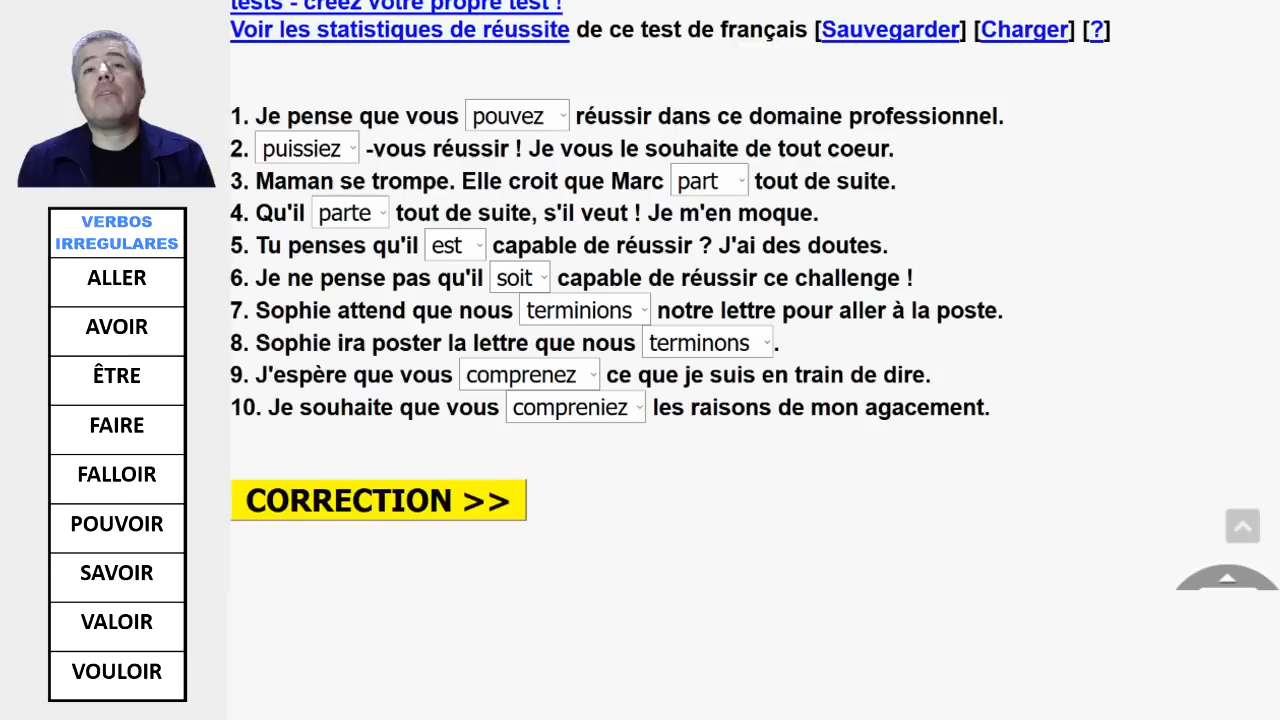 tests - créez votre propre test !
Voir les statistiques de réussite de ce test de français [Sauvegarder] [Charger] [?]
1. Je pense que vous pouvez réussir dans ce domaine professionnel.
2. puissiez -vous réussir ! Je vous le souhaite de tout coeur.
3. Maman se trompe. Elle croit que Marc part tout de suite.
4. Qu'il parte tout de suite, s'il veut ! Je m'en moque.
5. Tu penses qu'il est capable de réussir ? J'ai des doutes.
6. Je ne pense pas qu'il soit capable de réussir ce challenge !
7. Sophie attend que nous terminions notre lettre pour aller à la poste.
8. Sophie ira poster la lettre que nous terminons.
9. J'espère que vous comprenez ce que je suis en train de dire.
10. Je souhaite que vous compreniez les raisons de mon agacement.
CORRECTION >>
VERBOS
IRREGULARES
ALLER
AVOIR
ÊTRE
FAIRE
FALLOIR
POUVOIR
SAVOIR
VALOIR
VOULOIR